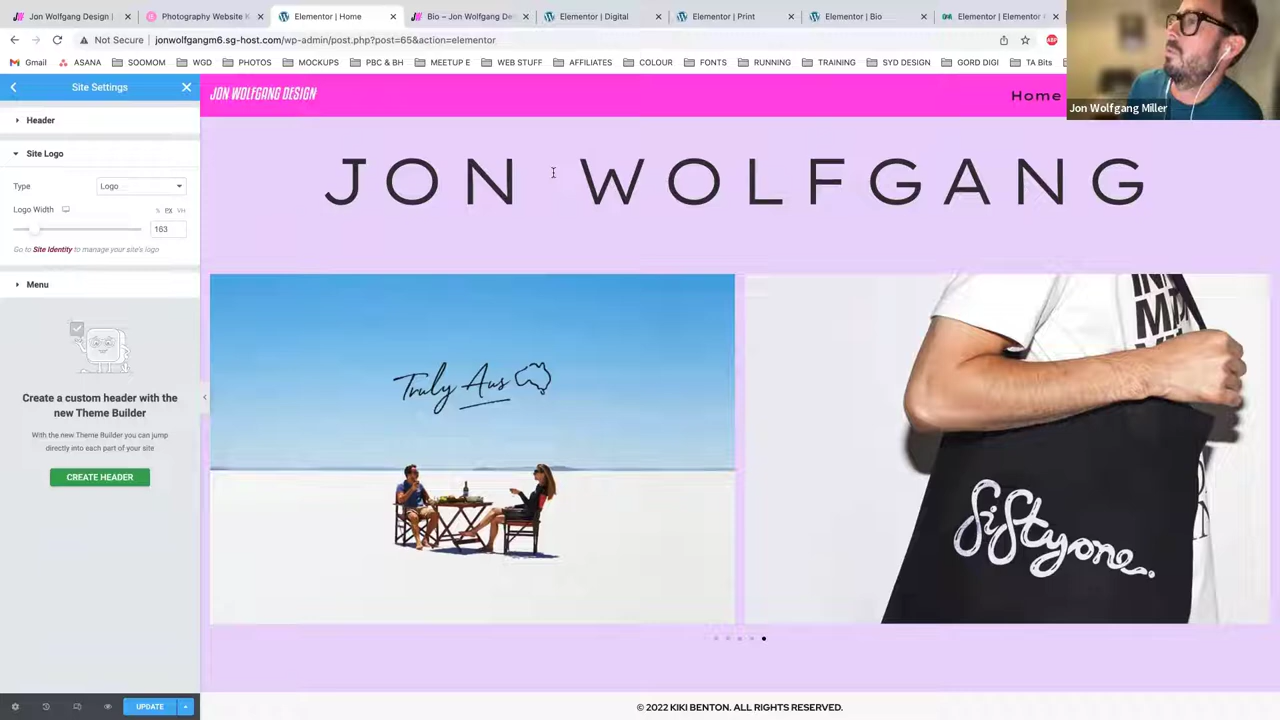 Jon Wolfgang Design |
Photography Website K
Elementor | Home
Bio – Jon Wolfgang De
Elementor | Digital
Elementor | Print
Elementor | Bio
Elementor | Elementor
Not Secure | jonwolfgangm6.sg-host.com/wp-admin/post.php?post=65&action=elementor
ABP
Gmail ASANA SOOMOM WGD PHOTOS MOCKUPS PBC & BH MEETUP E WEB STUFF AFFILIATES COLOUR FONTS RUNNING TRAINING SYD DESIGN GORD DIGI TA Bits
Jon Wolfgang Miller
Site Settings
JON WOLFGANG DESIGN
Home
Header
Site Logo
Type Logo
Logo Width % PX VH
163
Go to Site Identity to manage your site's logo
Menu
Create a custom header with the
new Theme Builder
With the new Theme Builder you can jump
directly into each part of your site
CREATE HEADER
UPDATE
JON WOLFGANG
Truly Aus
fiftyone.
© 2022 KIKI BENTON. ALL RIGHTS RESERVED.